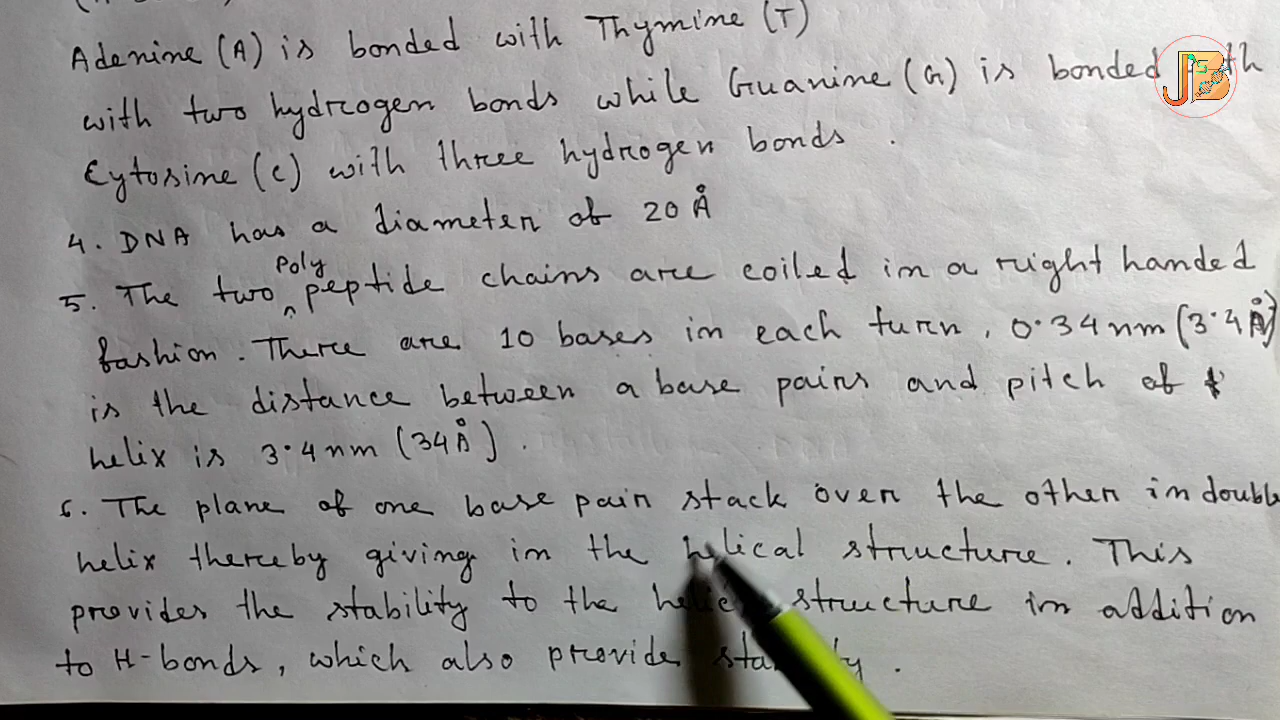 Adenine (A) is bonded with Thymine (T)
with two hydrogen bonds while Guanine (G) is bonded
Cytosine (C) with three hydrogen bonds .
4. DNA has a diameter of 20 Å
5. The two poly peptide chains are coiled in a right handed
fashion. There are 10 bases in each turn, 0.34 nm (3.4 Å)
is the distance between a base pairs and pitch of
helix is 3.4 nm (34 Å).
6. The plane of one base pair stack over the other in double
helix thereby giving in the helical structure. This
provides the stability to the structure in addition
to H-bonds, which also provide .
JB